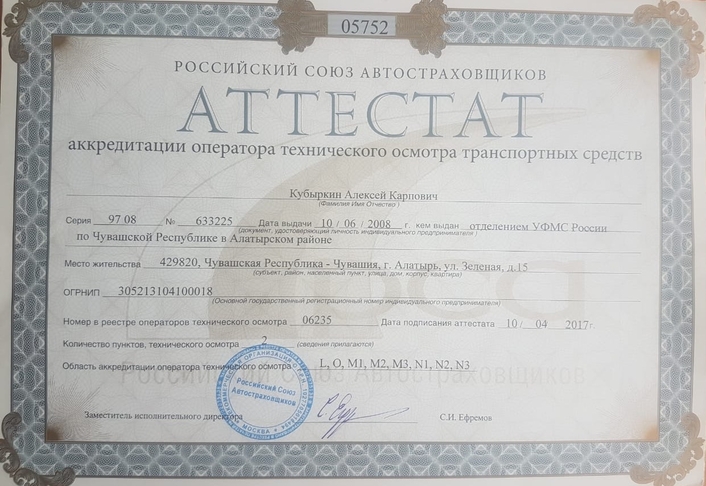 05752
РОССИЙСКИЙ СОЮЗ АВТОСТРАХОВЩИКОВ
АТТЕСТАТ
аккредитации оператора технического осмотра транспортных средств
Кубыркин Алексей Карпович
(Фамилия Имя Отчество)
Серия 97 08 № 633225 Дата выдачи 10 / 06 / 2008 г. кем выдан отделением УФМС России
(документ, удостоверяющий личность индивидуального предпринимателя)
по Чувашской Республике в Алатырском районе
Место жительства 429820, Чувашская Республика - Чувашия, г. Алатырь, ул. Зеленая, д.15
(субъект, район, населенный пункт, улица, дом, корпус, квартира)
ОГРНИП 305213104100018
(Основной государственный регистрационный номер индивидуального предпринимателя)
Номер в реестре операторов технического осмотра 06235 Дата подписания аттестата 10 / 04 2017г.
Количество пунктов, технического осмотра 2 (сведения прилагаются)
Область аккредитации оператора технического осмотра L, O, M1, M2, M3, N1, N2, N3
Российский Союз Автостраховщиков
Российский Союз
Автостраховщиков
МОСКВА
Заместитель исполнительного директора С.И. Ефремов